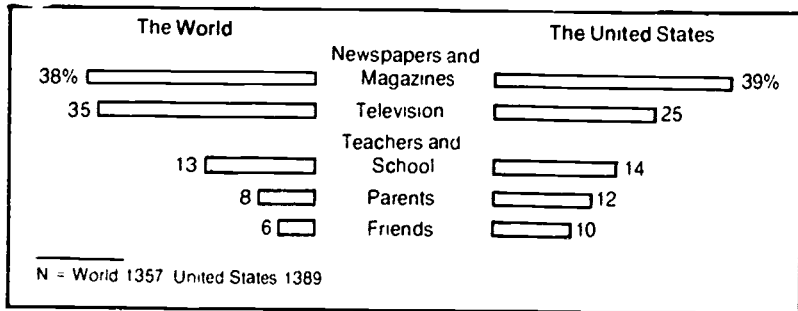 The World The United States
Newspapers and
38% Magazines 39%
35 Television 25
Teachers and
13 School 14
8 Parents 12
6 Friends 10
N = World 1357 United States 1389